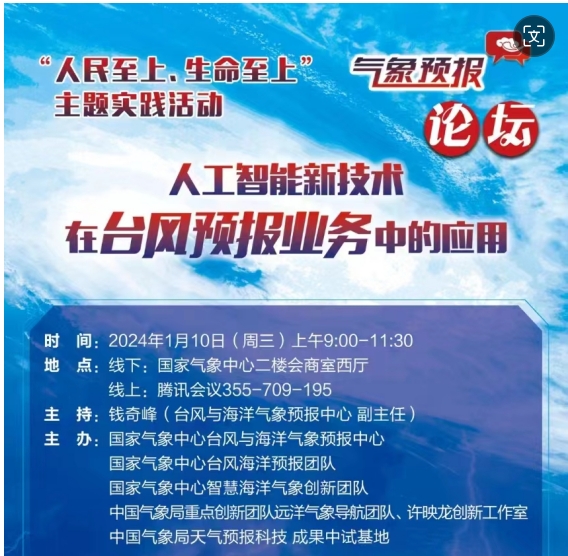 “人民至上、生命至上”
主题实践活动
气象预报
论坛
人工智能新技术
在台风预报业务中的应用
时 间：2024年1月10日（周三）上午9:00-11:30
地 点：线下：国家气象中心二楼会商室西厅
线上：腾讯会议355-709-195
主 持：钱奇峰（台风与海洋气象预报中心 副主任）
主 办：国家气象中心台风与海洋气象预报中心
国家气象中心台风海洋预报团队
国家气象中心智慧海洋气象创新团队
中国气象局重点创新团队远洋气象导航团队、许映龙创新工作室
中国气象局天气预报科技 成果中试基地